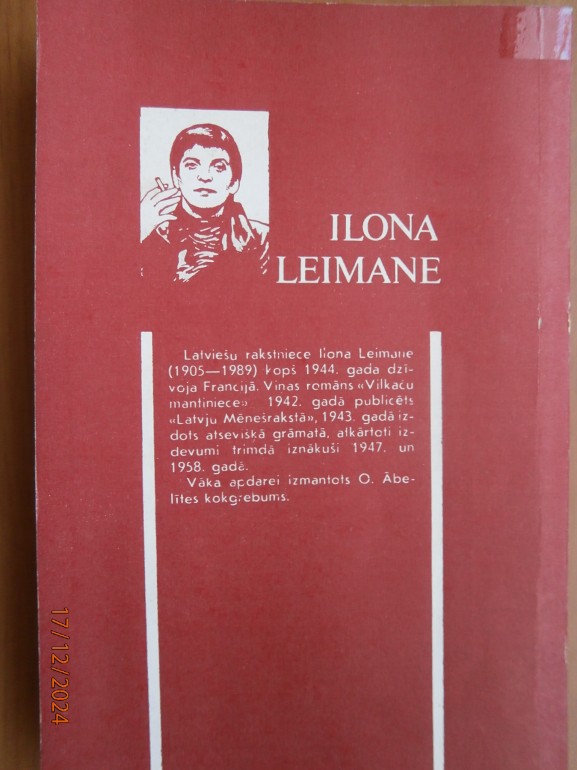 ILONA
LEIMANE
Latviešu rakstniece Ilona Leimane
(1905—1989) kopš 1944. gada dzī-
voja Francijā. Viņas romāns «Vilkaču
mantiniece» 1942. gadā publicēts
«Latvju Mēnešrakstā», 1943. gadā iz-
dots atsevišķā grāmatā, atkārtoti iz-
devumi trimdā iznākuši 1947. un
1958. gadā.
Vāka apdarei izmantots O. Ābe-
lītes kokgrebums.
17/12/2024